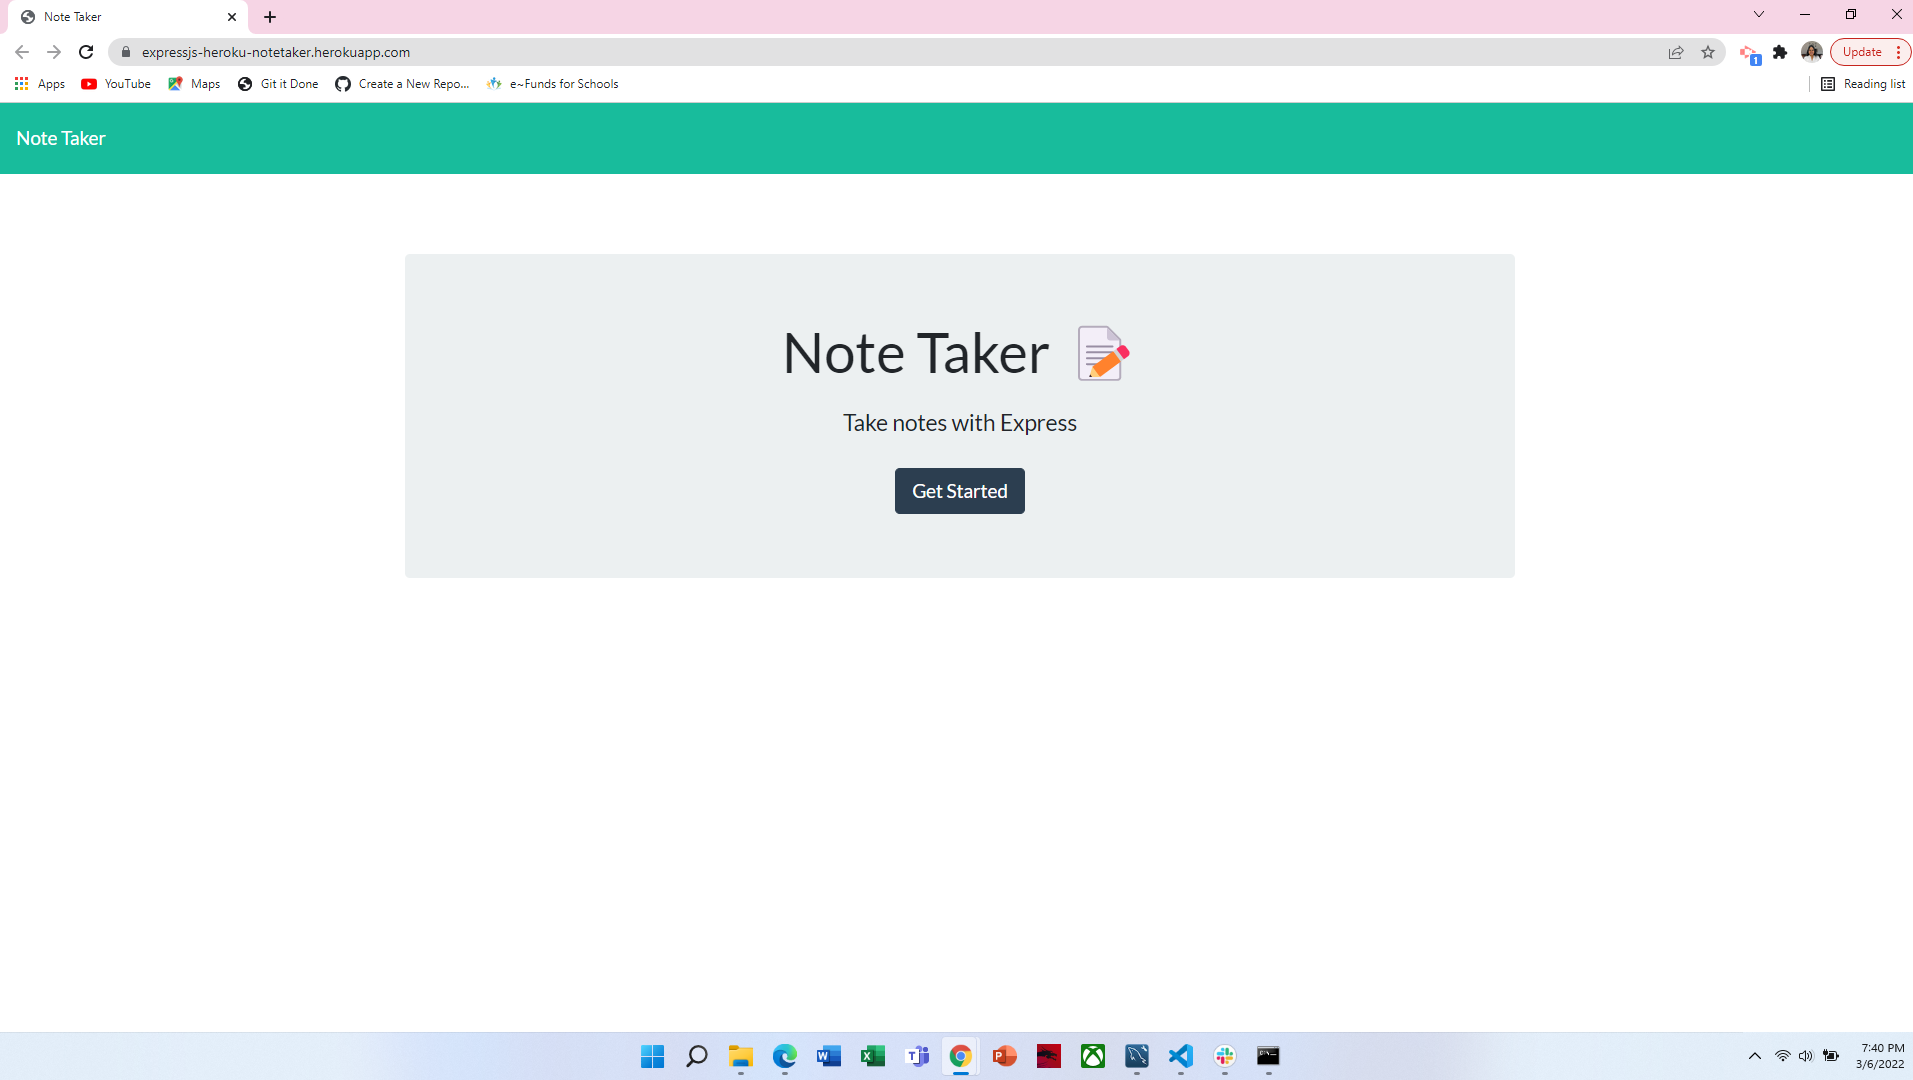 Note Taker
expressjs-heroku-notetaker.herokuapp.com
1
Update
Apps
YouTube
Maps
Git it Done
Create a New Repo...
e~Funds for Schools
Reading list
Note Taker
Note Taker
Take notes with Express
Get Started
7:40 PM
3/6/2022